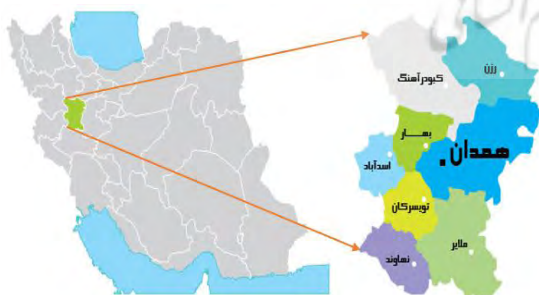 رزن
کبودرآهنگ
بهار
همدان
اسدآباد
تویسرکان
ملایر
نهاوند